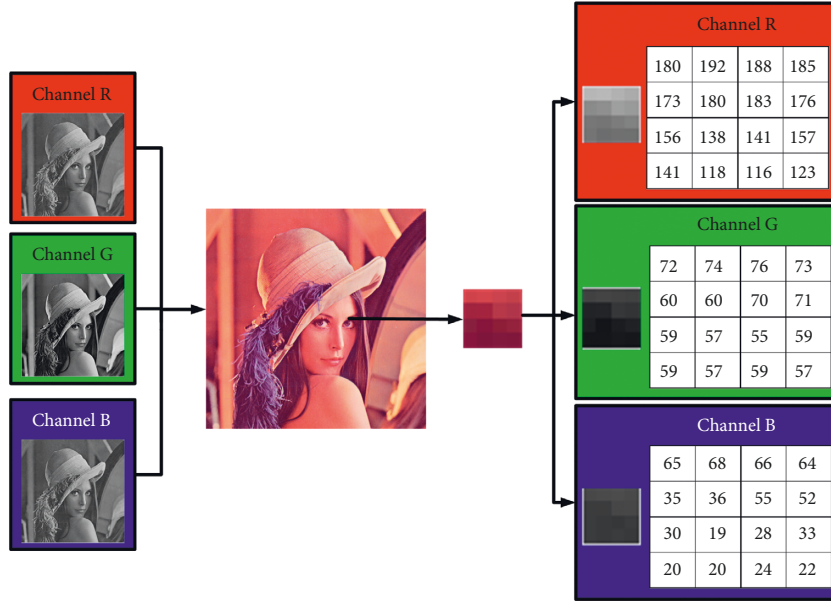 Channel R
Channel G
Channel B
Channel R
180 192 188 185
173 180 183 176
156 138 141 157
141 118 116 123
Channel G
72 74 76 73
60 60 70 71
59 57 55 59
59 57 59 57
Channel B
65 68 66 64
35 36 55 52
30 19 28 33
20 20 24 22